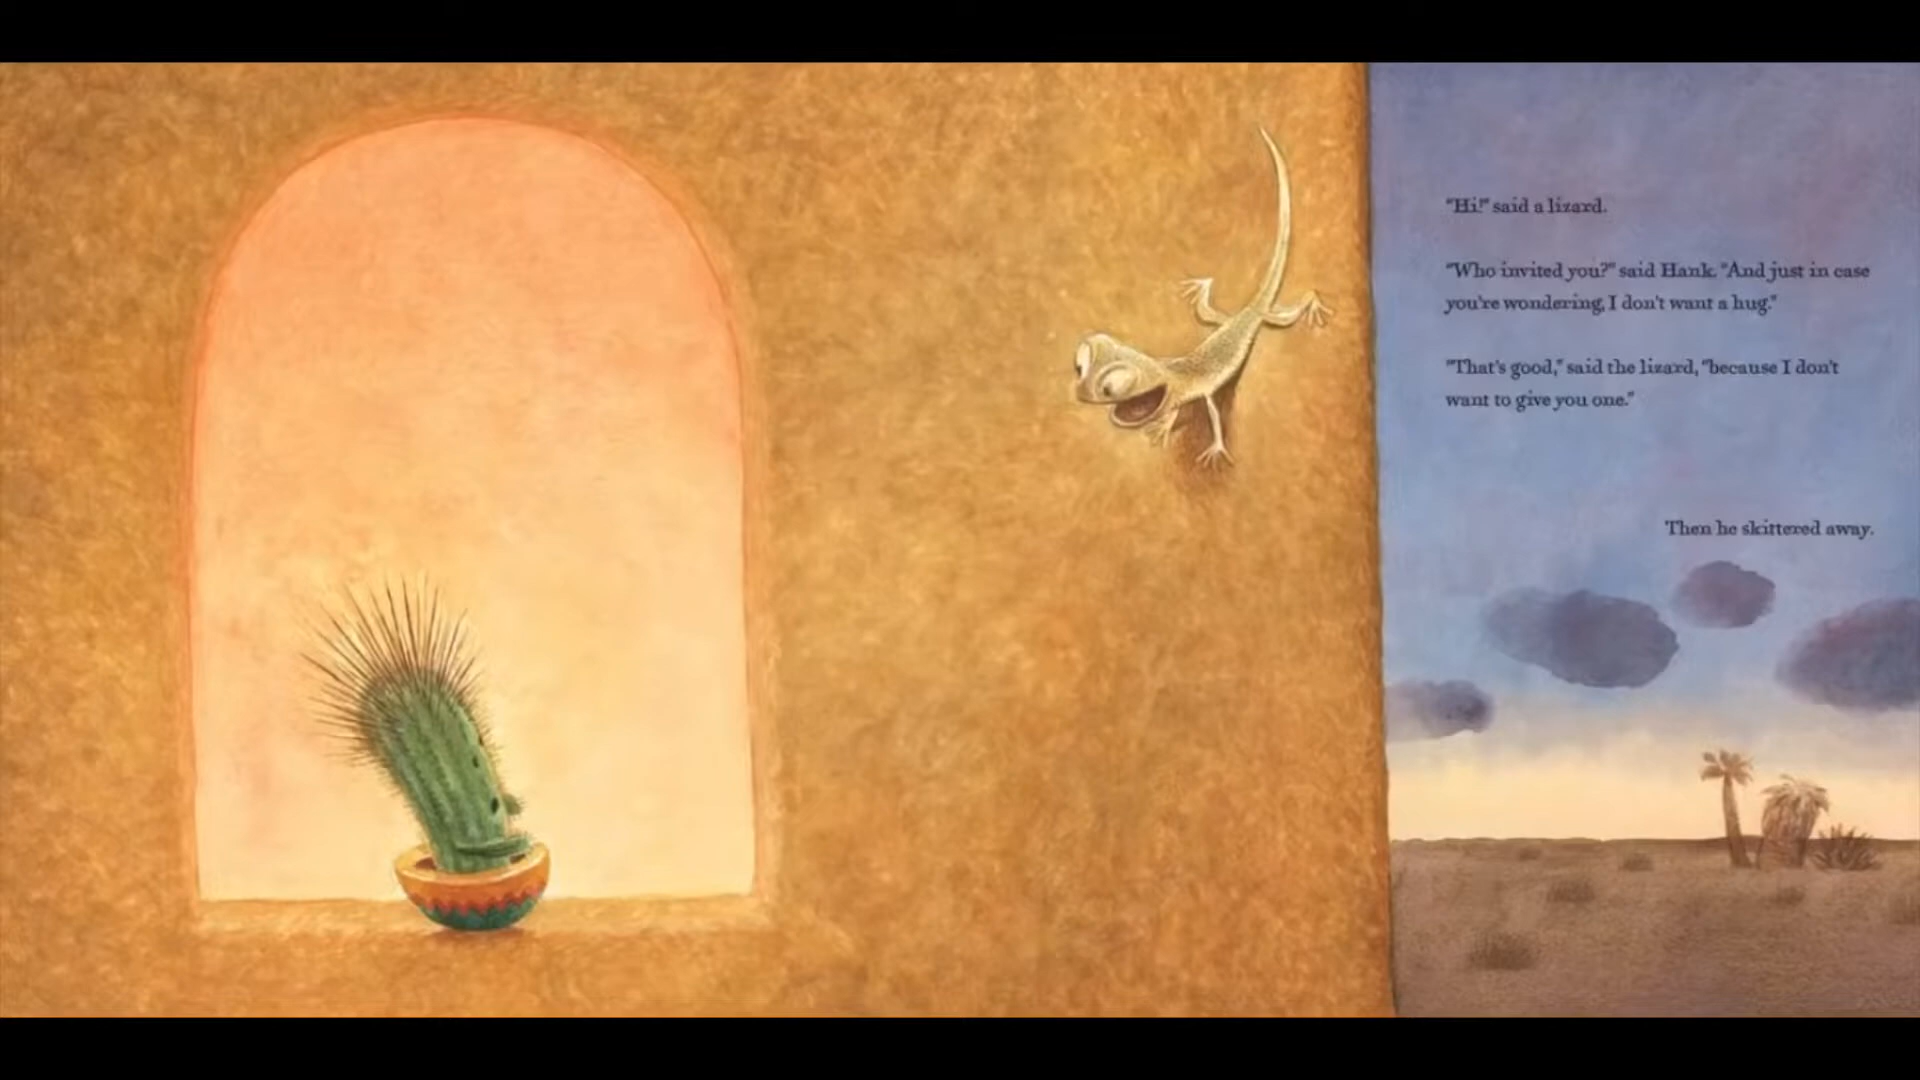 "Hi!" said a lizard.
"Who invited you?" said Hank. "And just in case
you're wondering, I don't want a hug."
"That's good," said the lizard, "because I don't
want to give you one."
Then he skittered away.